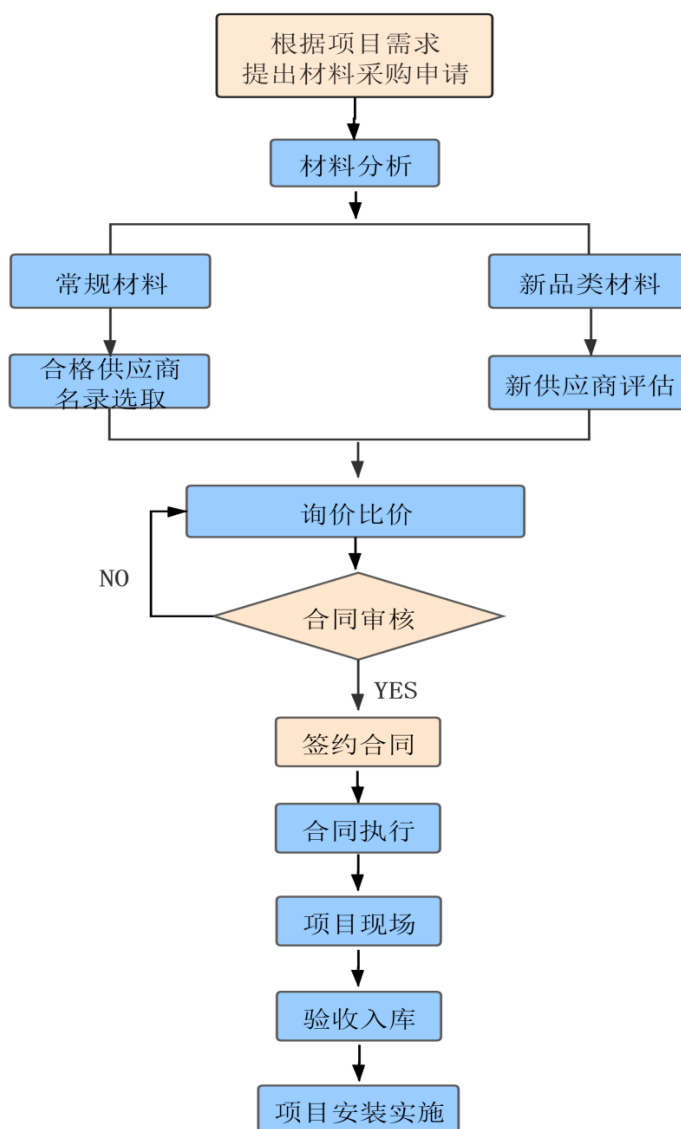 根据项目需求
提出材料采购申请
材料分析
常规材料
新品类材料
合格供应商
名录选取
新供应商评估
询价比价
NO
合同审核
YES
签约合同
合同执行
项目现场
验收入库
项目安装实施